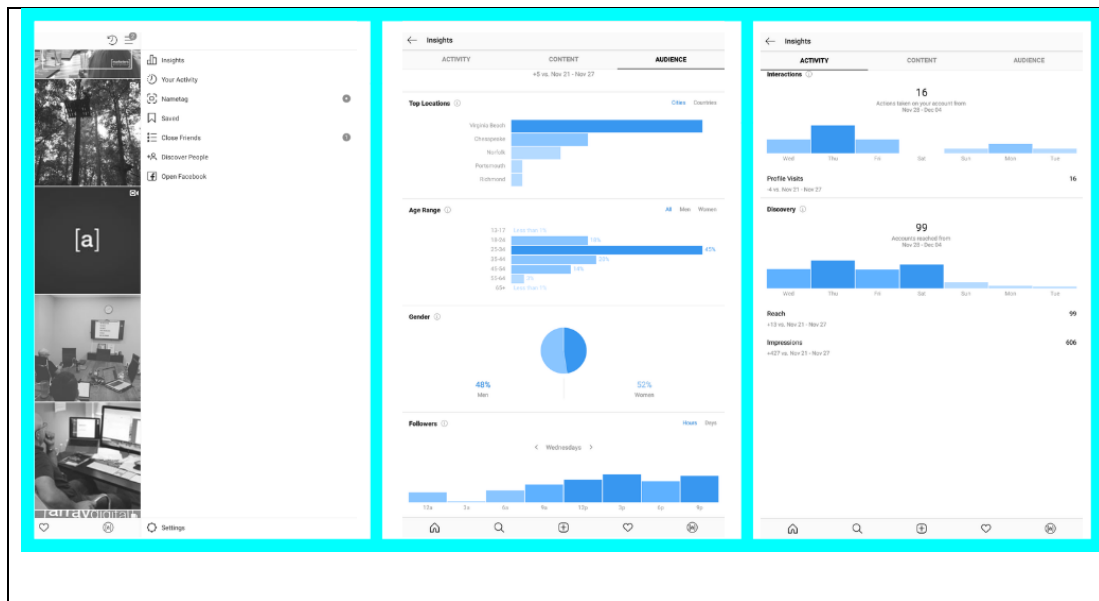 Insights
Your Activity
Nametag
Saved
Close Friends
Discover People
Open Facebook
[a]
arraydigital
Settings
Insights
ACTIVITY CONTENT AUDIENCE
+5 vs. Nov 21 - Nov 27
Top Locations Cities Countries
Virginia Beach
Chesapeake
Norfolk
Portsmouth
Richmond
Age Range All Men Women
13-17 Less than 1%
18-24 18%
25-34 45%
35-44
45-54 14%
55-64
65+ Less than 1%
Gender
48% 52%
Men Women
Followers Hours Days
Wednesdays
12a 3a 6a 9a 12p 3p 6p 9p
Insights
ACTIVITY CONTENT AUDIENCE
Interactions
16
Actions taken on your account from
Nov 28 - Dec 04
Wed Thu Fri Sat Sun Mon Tue
Profile Visits 16
-4 vs. Nov 21 - Nov 27
Discovery
99
Accounts reached from
Nov 28 - Dec 04
Wed Thu Fri Sat Sun Mon Tue
Reach 99
+13 vs. Nov 21 - Nov 27
Impressions 606
+437 vs. Nov 21 - Nov 27